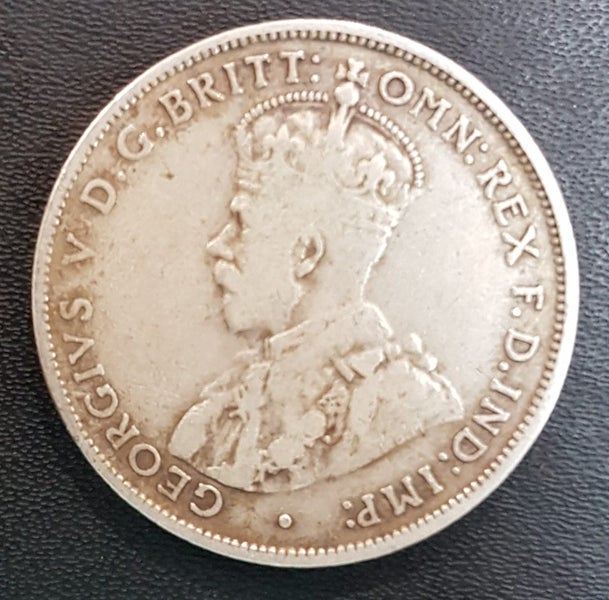 GEORGIVS V D.G.BRITT: OMN: REX F.D.IND: IMP: